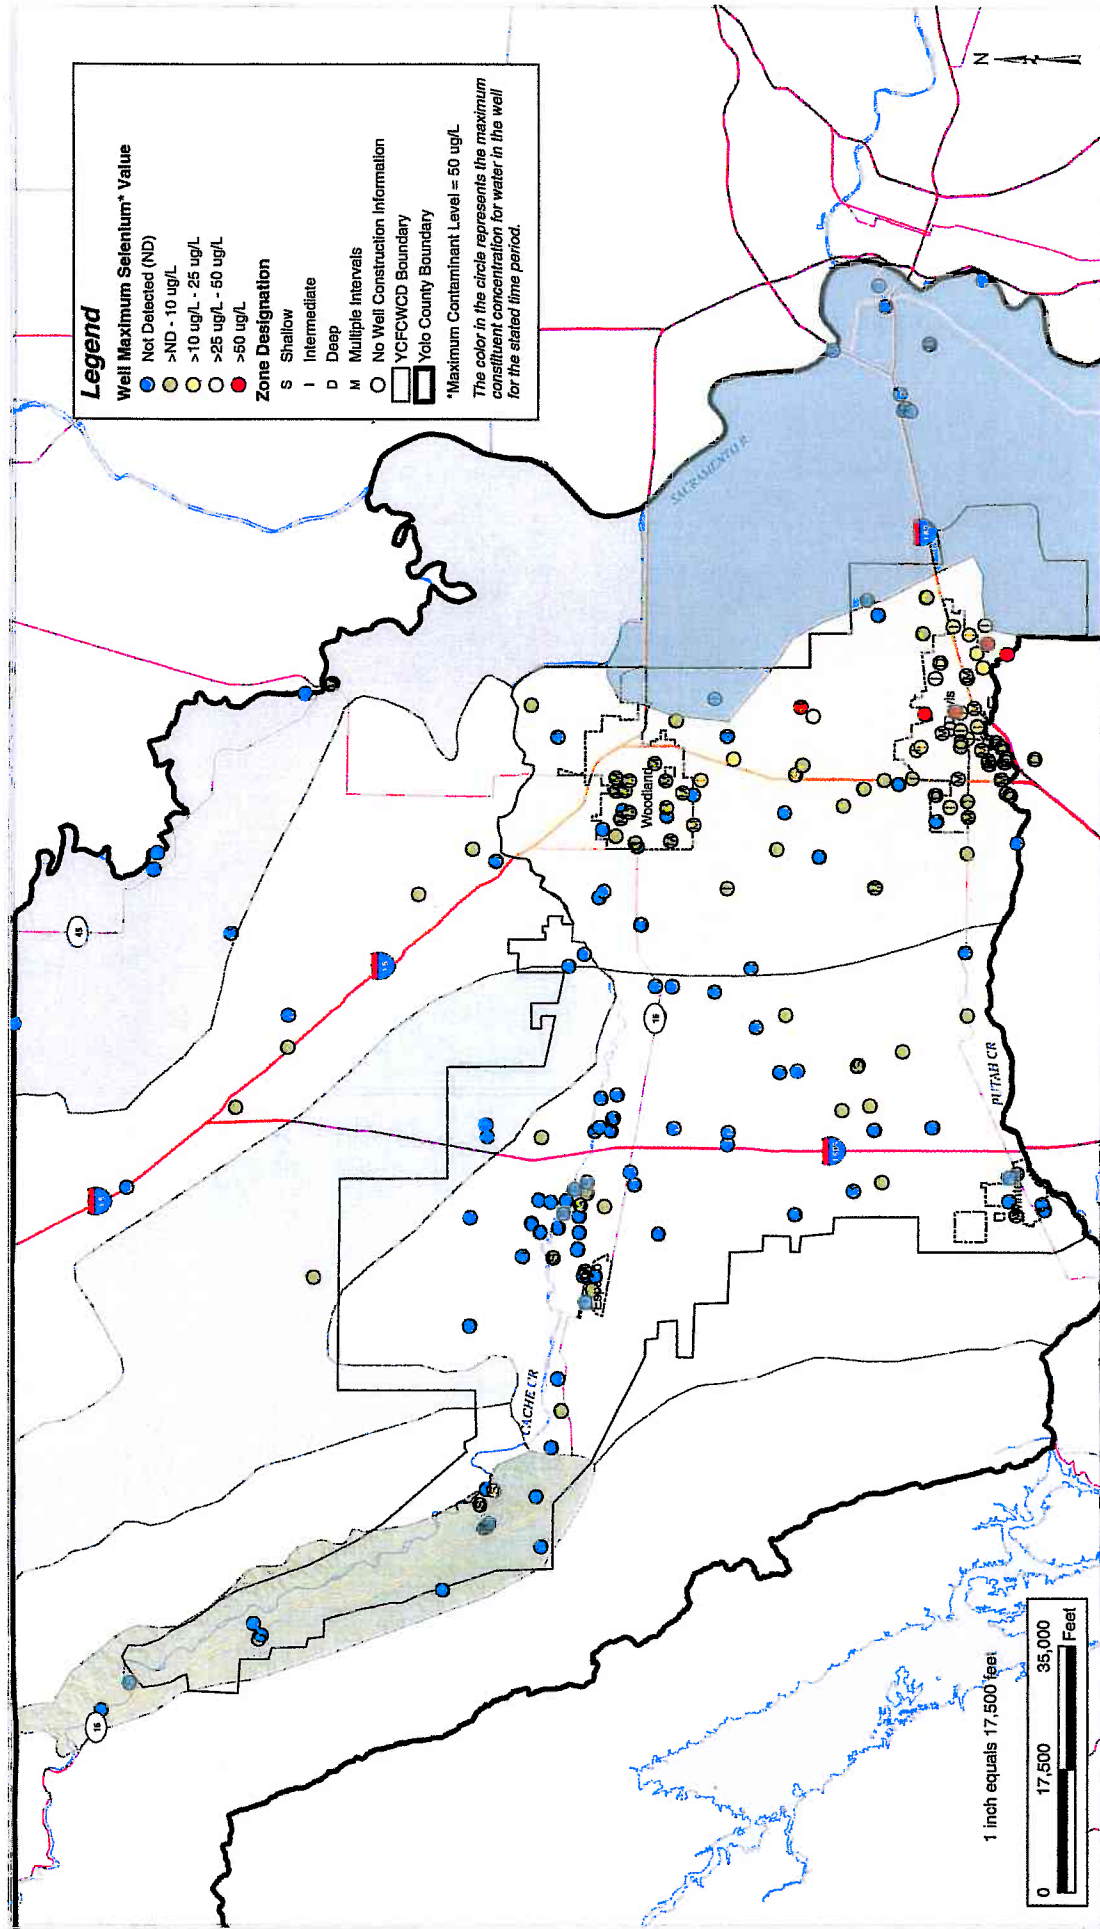 Legend
Well Maximum Selenium* Value
Not Detected (ND)
>ND - 10 ug/L
>10 ug/L - 25 ug/L
>25 ug/L - 50 ug/L
>50 ug/L
Zone Designation
S Shallow
I Intermediate
D Deep
M Multiple Intervals
No Well Construction Information
YCFCWCD Boundary
Yolo County Boundary
*Maximum Contaminant Level = 50 ug/L
The color in the circle represents the maximum
constituent concentration for water in the well
for the stated time period.
N
45
16
16
SACRAMENTO R
CACHE CR
PUTAH CR
Woodland
1 inch equals 17,500 feet
0 17,500 35,000
Feet